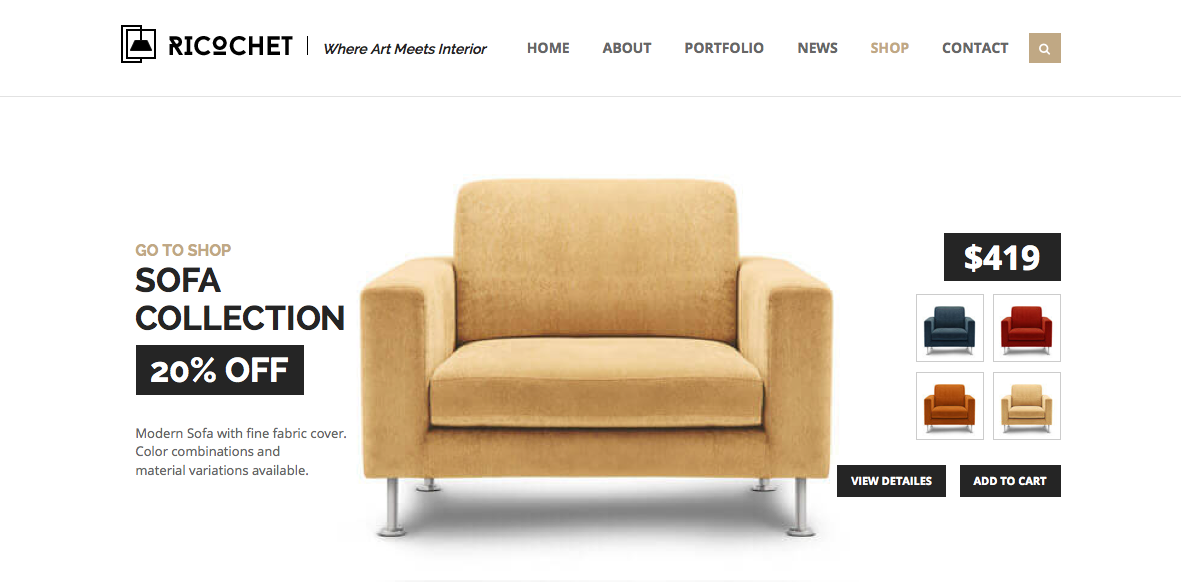 RICOCHET
Where Art Meets Interior
HOME ABOUT PORTFOLIO NEWS SHOP CONTACT
GO TO SHOP
SOFA
COLLECTION
20% OFF
Modern Sofa with fine fabric cover.
Color combinations and
material variations available.
$419
VIEW DETAILES
ADD TO CART